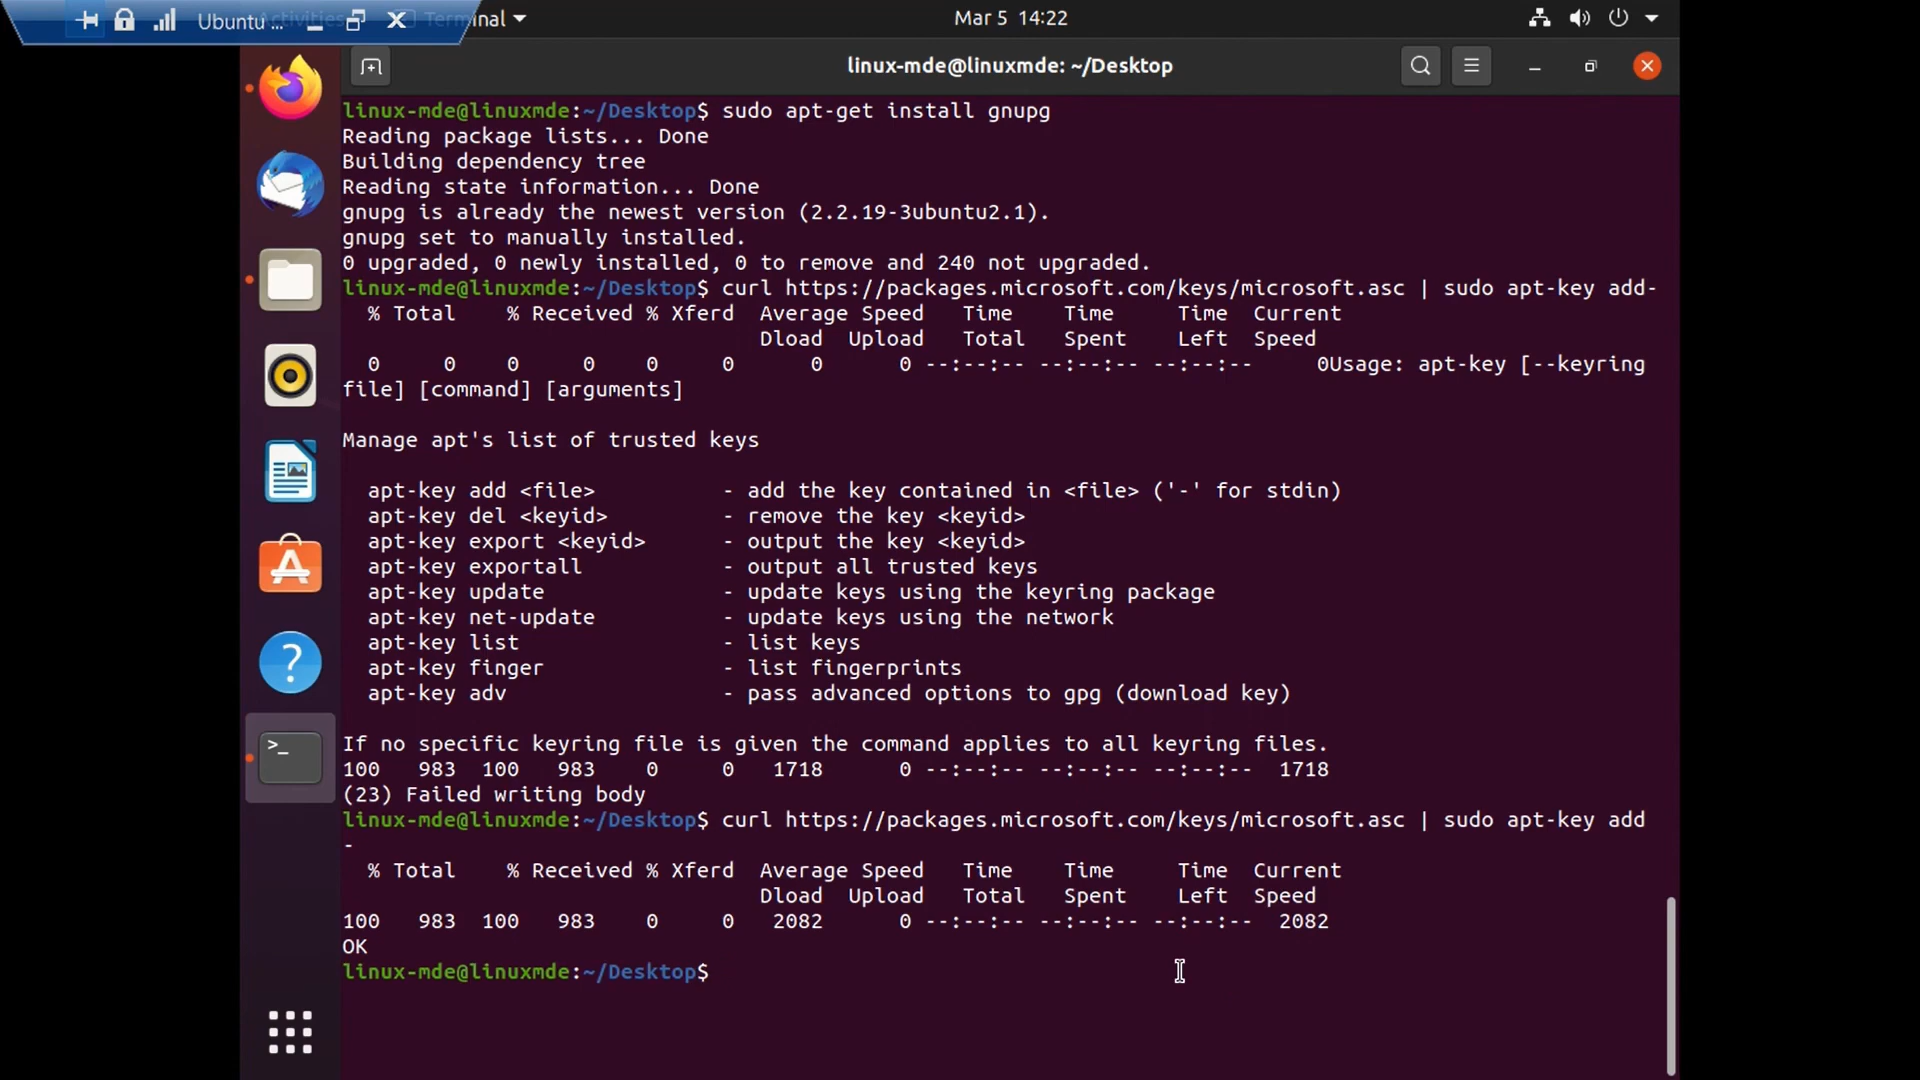 Ubuntu ...
Activities
Terminal
Mar 5 14:22
linux-mde@linuxmde: ~/Desktop
linux-mde@linuxmde:~/Desktop$ sudo apt-get install gnupg
Reading package lists... Done
Building dependency tree
Reading state information... Done
gnupg is already the newest version (2.2.19-3ubuntu2.1).
gnupg set to manually installed.
0 upgraded, 0 newly installed, 0 to remove and 240 not upgraded.
linux-mde@linuxmde:~/Desktop$ curl https://packages.microsoft.com/keys/microsoft.asc | sudo apt-key add-
% Total % Received % Xferd Average Speed Time Time Time Current
Dload Upload Total Spent Left Speed
0 0 0 0 0 0 0 0 --:--:-- --:--:-- --:--:-- 0Usage: apt-key [--keyring
file] [command] [arguments]
Manage apt's list of trusted keys
apt-key add <file> - add the key contained in <file> ('-' for stdin)
apt-key del <keyid> - remove the key <keyid>
apt-key export <keyid> - output the key <keyid>
apt-key exportall - output all trusted keys
apt-key update - update keys using the keyring package
apt-key net-update - update keys using the network
apt-key list - list keys
apt-key finger - list fingerprints
apt-key adv - pass advanced options to gpg (download key)
If no specific keyring file is given the command applies to all keyring files.
100 983 100 983 0 0 1718 0 --:--:-- --:--:-- --:--:-- 1718
(23) Failed writing body
linux-mde@linuxmde:~/Desktop$ curl https://packages.microsoft.com/keys/microsoft.asc | sudo apt-key add
-
% Total % Received % Xferd Average Speed Time Time Time Current
Dload Upload Total Spent Left Speed
100 983 100 983 0 0 2082 0 --:--:-- --:--:-- --:--:-- 2082
OK
linux-mde@linuxmde:~/Desktop$